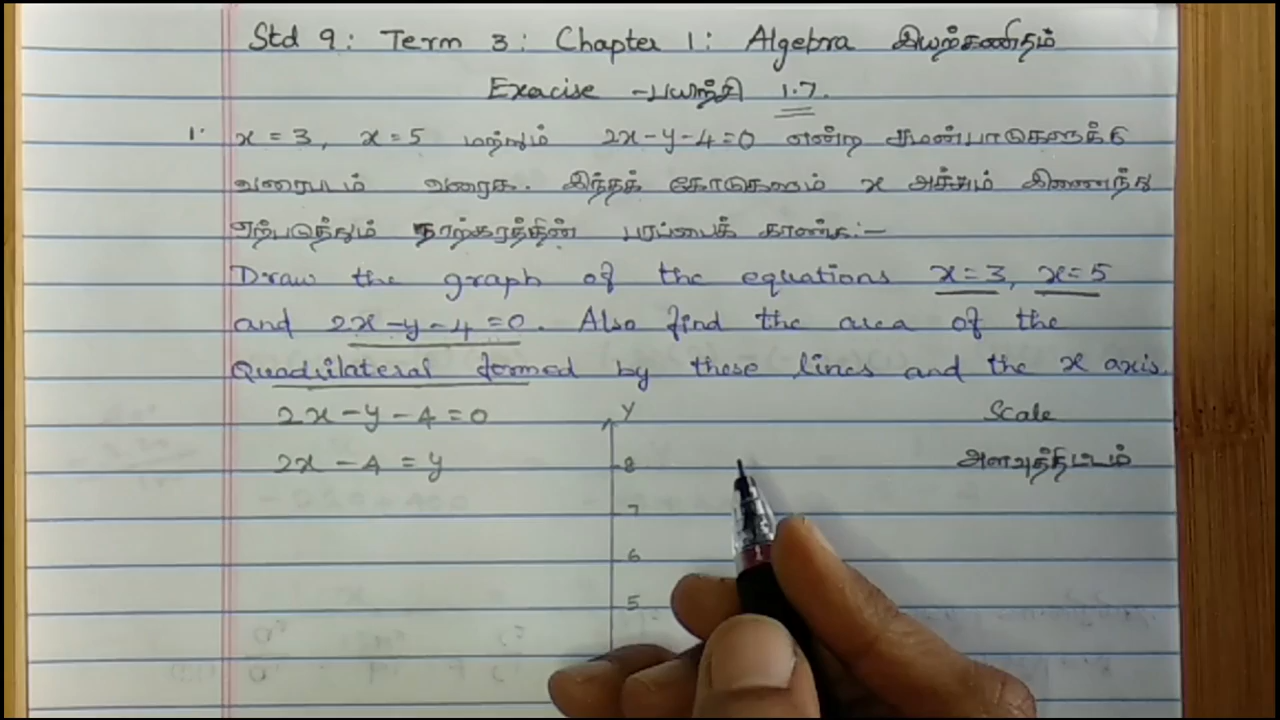 Std 9: Term 3: Chapter 1: Algebra இயற்கணிதம்
Exacise - பயிற்சி 1.7.
1. x = 3, x = 5 மற்றும் 2x - y - 4 = 0 என்ற சமன்பாடுகளுக்கு
வரைபடம் வரைக. இந்தக் கோடுகளும் x அச்சும் இணைந்து
ஏற்படுத்தும் நாற்கரத்தின் பரப்பைக் காண்க:-
Draw the graph of the equations x = 3, x = 5
and 2x - y - 4 = 0. Also find the area of the
Quadrilateral formed by these lines and the x axis.
2x - y - 4 = 0 Y Scale
2x - 4 = y 8 அளவுத்திட்டம்
7
6
5